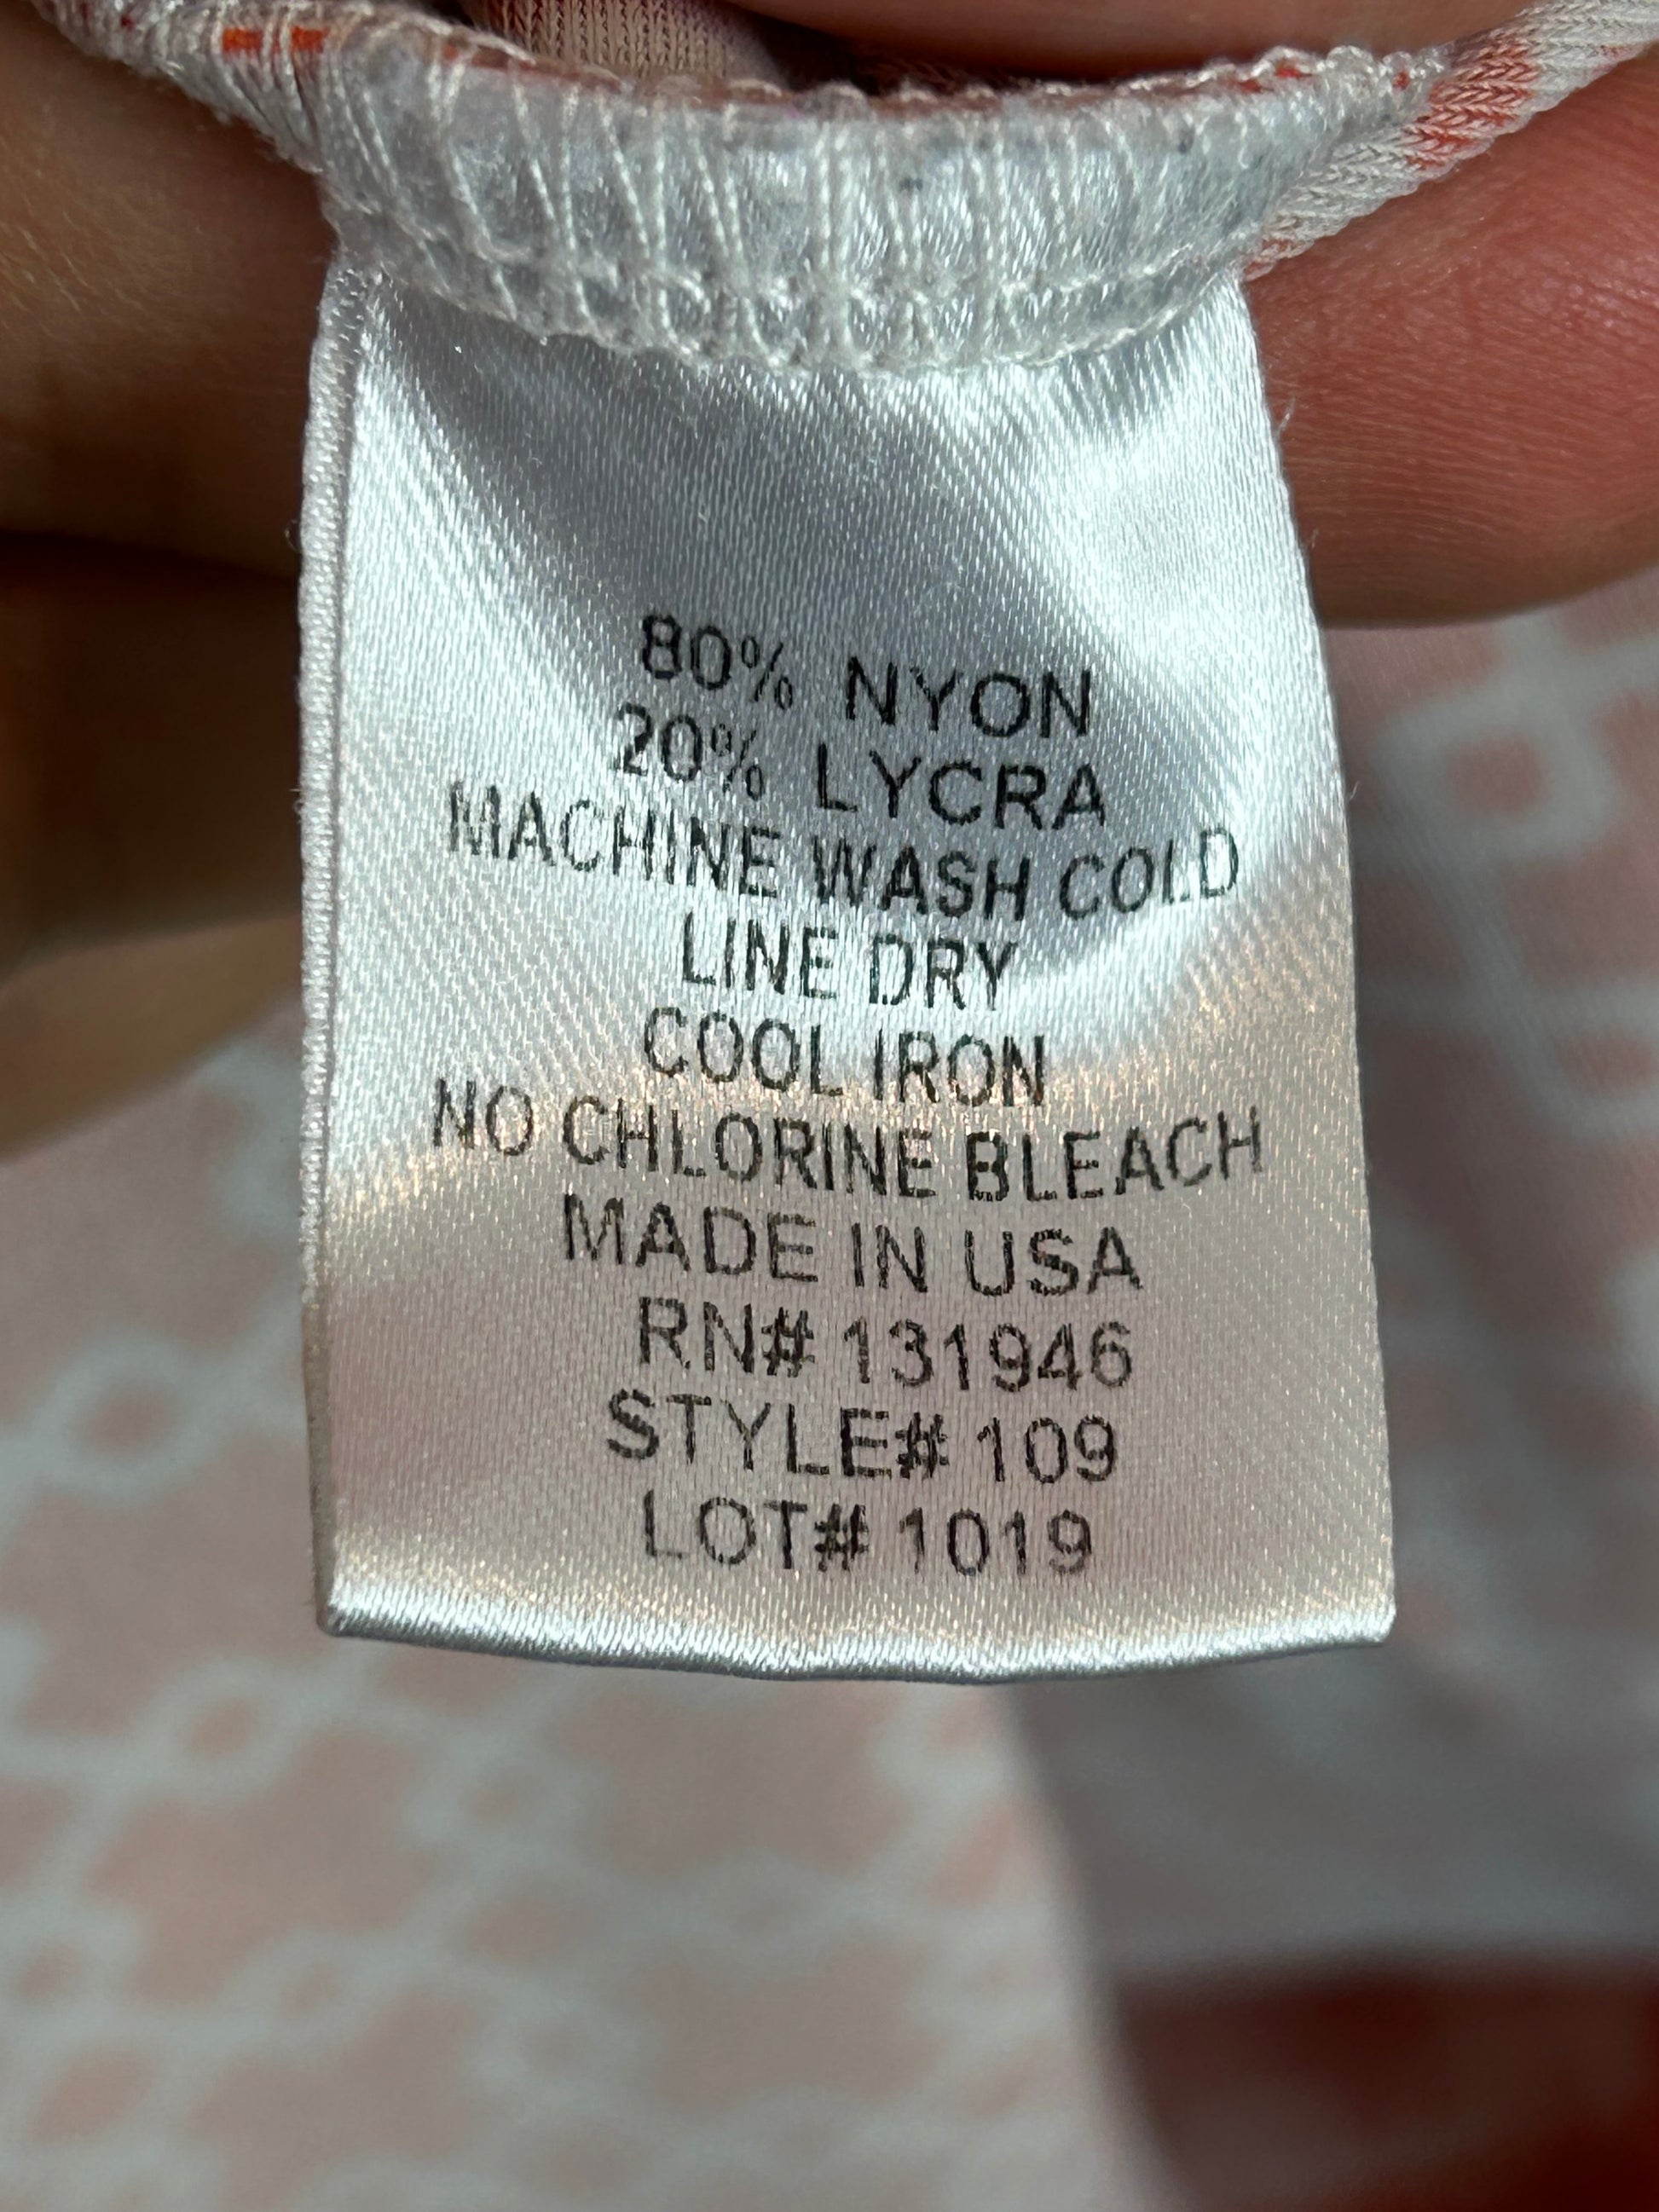 80% NYON
20% LYCRA
MACHINE WASH COLD
LINE DRY
COOL IRON
NO CHLORINE BLEACH
MADE IN USA
RN# 131946
STYLE# 109
LOT# 1019